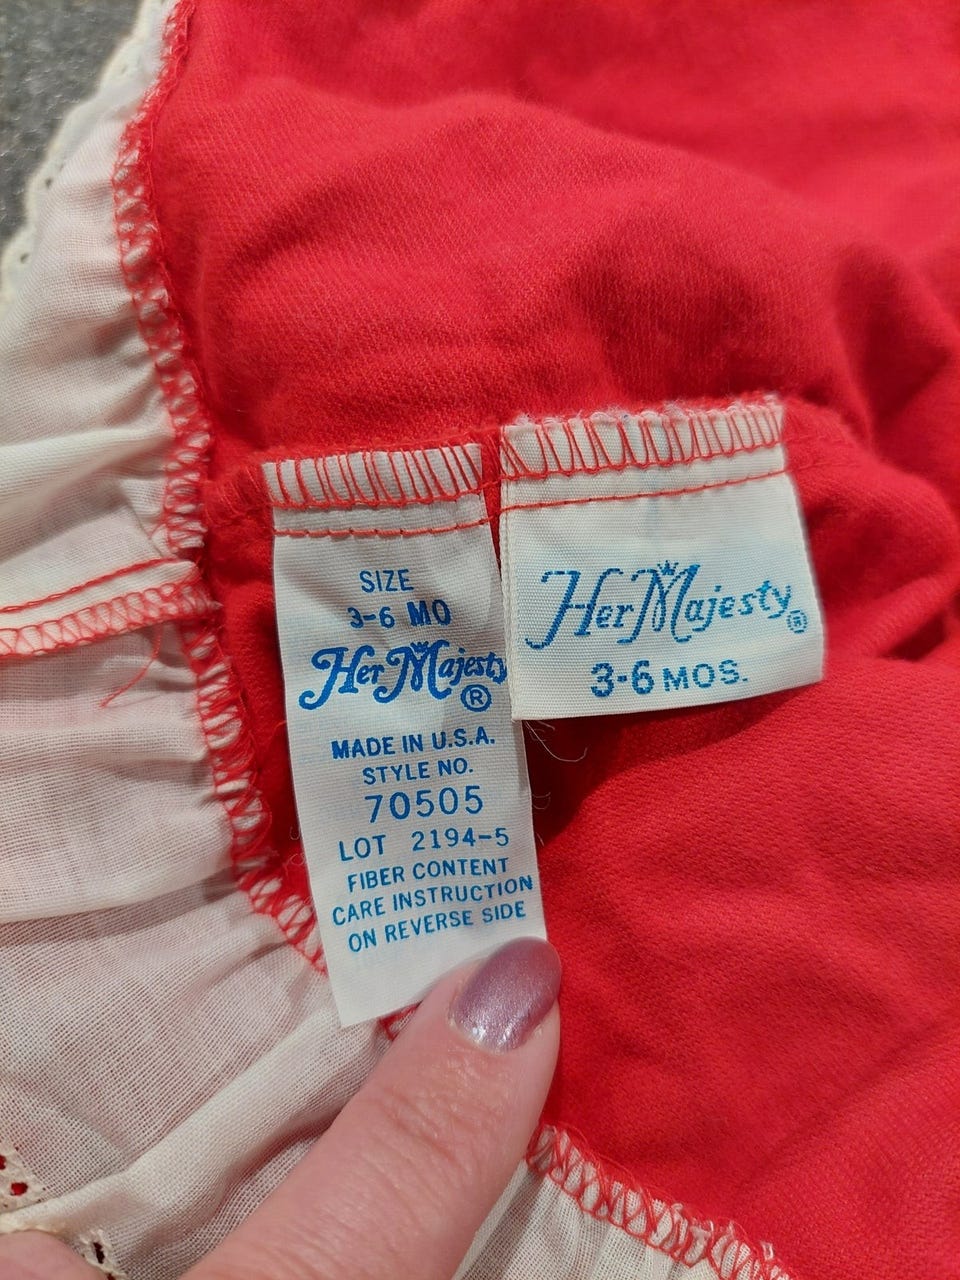 SIZE
3-6 MO
Her Majesty
®
MADE IN U.S.A.
STYLE NO.
70505
LOT 2194-5
FIBER CONTENT
CARE INSTRUCTION
ON REVERSE SIDE
Her Majesty®
3-6 MOS.